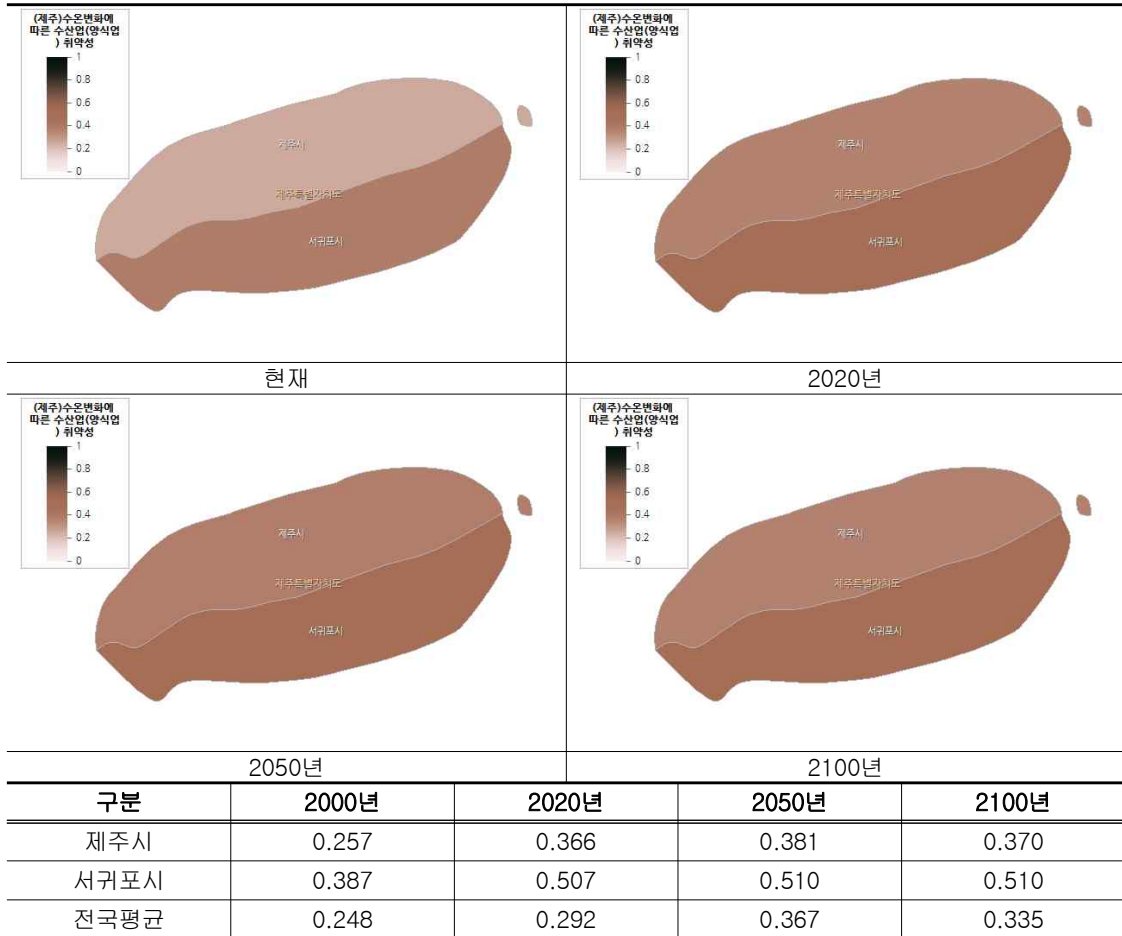 (제주)수온변화에
따른 수산업(양식업
) 취약성
1
0.8
0.6
0.4
0.2
0
제주시
제주특별자치도
서귀포시
(제주)수온변화에
따른 수산업(양식업
) 취약성
1
0.8
0.6
0.4
0.2
0
제주시
제주특별자치도
서귀포시
현재 2020년
(제주)수온변화에
따른 수산업(양식업
) 취약성
1
0.8
0.6
0.4
0.2
0
제주시
제주특별자치도
서귀포시
(제주)수온변화에
따른 수산업(양식업
) 취약성
1
0.8
0.6
0.4
0.2
0
제주시
제주특별자치도
서귀포시
2050년 2100년
구분 2000년 2020년 2050년 2100년
제주시 0.257 0.366 0.381 0.370
서귀포시 0.387 0.507 0.510 0.510
전국평균 0.248 0.292 0.367 0.335